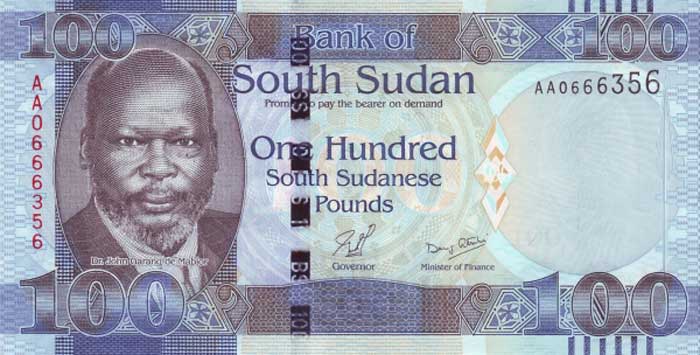 100
Bank of
100
South Sudan
Promise to pay the bearer on demand
AA0666356
AA0666356
One Hundred
South Sudanese
Pounds
Governor
Minister of Finance
Dr. John Garang de Mabior
100
100